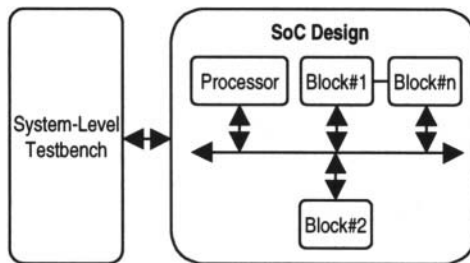 SoC Design
Processor
Block#1
Block#n
System-Level
Testbench
Block#2